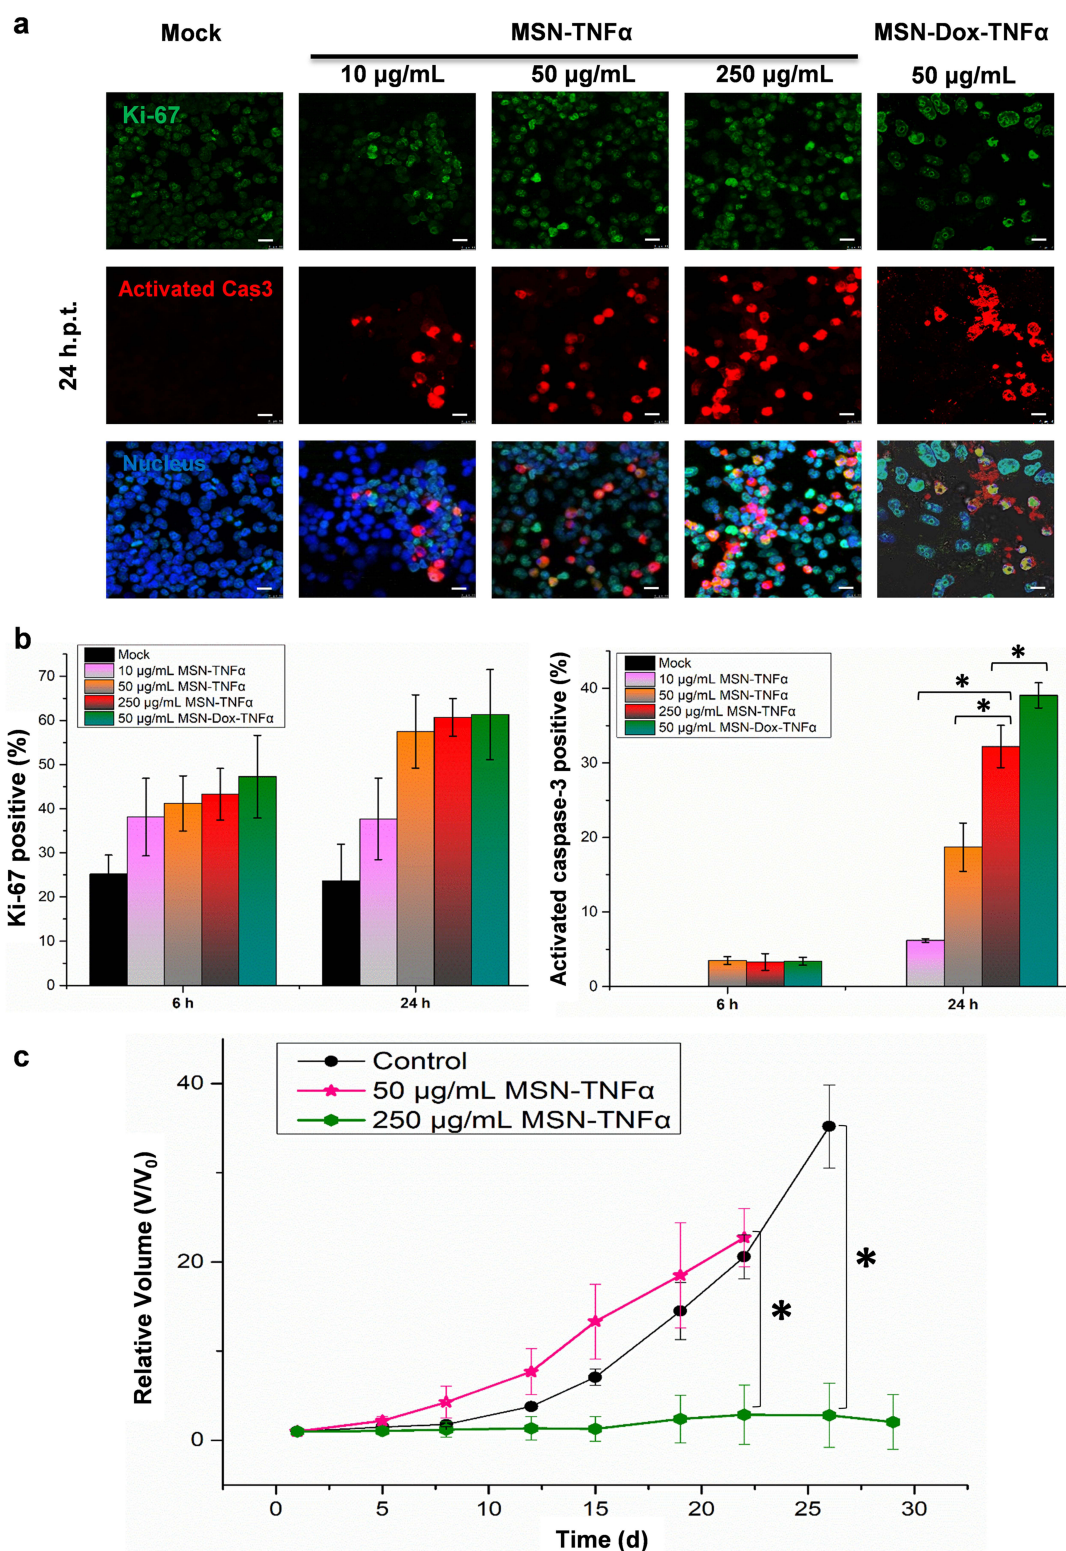 a
Mock
MSN-TNFα
MSN-Dox-TNFα
10 µg/mL
50 µg/mL
250 µg/mL
50 µg/mL
Ki-67
24 h.p.t.
Activated Cas3
Nucleus
b
Ki-67 positive (%)
70
60
50
40
30
20
10
0
Mock
10 µg/mL MSN-TNFα
50 µg/mL MSN-TNFα
250 µg/mL MSN-TNFα
50 µg/mL MSN-Dox-TNFα
6 h
24 h
Activated caspase-3 positive (%)
40
30
20
10
0
Mock
10 µg/mL MSN-TNFα
50 µg/mL MSN-TNFα
250 µg/mL MSN-TNFα
50 µg/mL MSN-Dox-TNFα
*
*
*
6 h
24 h
c
Control
50 µg/mL MSN-TNFα
250 µg/mL MSN-TNFα
Relative Volume (V/V₀)
40
20
0
*
*
0 5 10 15 20 25 30
Time (d)